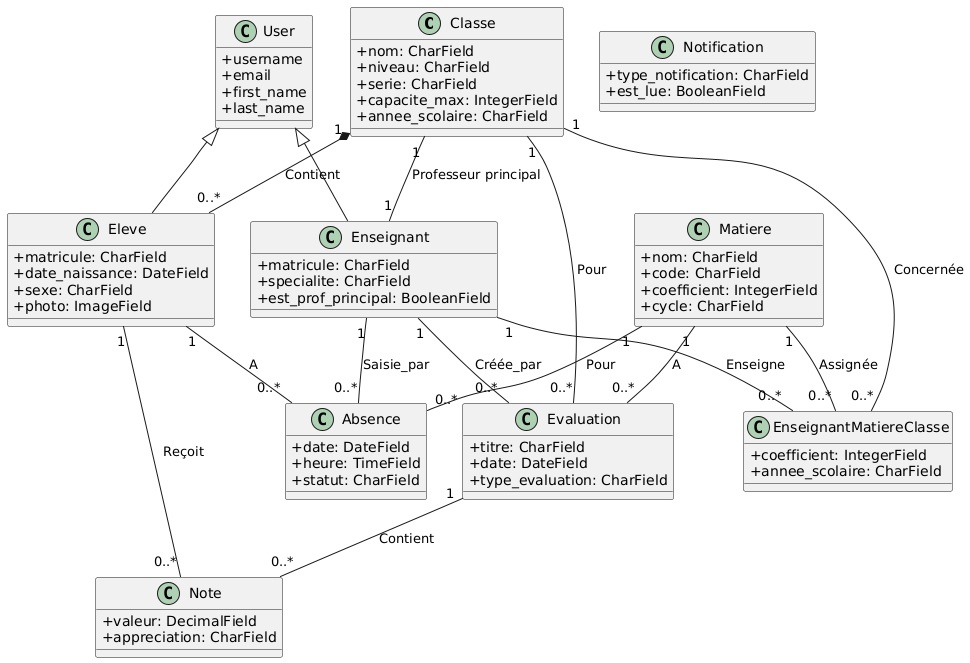 C User
+username
+email
+first_name
+last_name
C Classe
+nom: CharField
+niveau: CharField
+serie: CharField
+capacite_max: IntegerField
+annee_scolaire: CharField
C Notification
+type_notification: CharField
+est_lue: BooleanField
1
1
1
1
Contient
Professeur principal
0..*
1
C Eleve
+matricule: CharField
+date_naissance: DateField
+sexe: CharField
+photo: ImageField
C Enseignant
+matricule: CharField
+specialite: CharField
+est_prof_principal: BooleanField
C Matiere
+nom: CharField
+code: CharField
+coefficient: IntegerField
+cycle: CharField
Pour
Concernée
1
1
1
1
1
1
1
1
A
Saisie_par
Créée_par
Pour
A
Enseigne
Assignée
0..*
0..*
0..*
0..*
0..*
0..*
0..*
0..*
0..*
C Absence
+date: DateField
+heure: TimeField
+statut: CharField
C Evaluation
+titre: CharField
+date: DateField
+type_evaluation: CharField
C EnseignantMatiereClasse
+coefficient: IntegerField
+annee_scolaire: CharField
Reçoit
1
Contient
0..*
0..*
C Note
+valeur: DecimalField
+appreciation: CharField